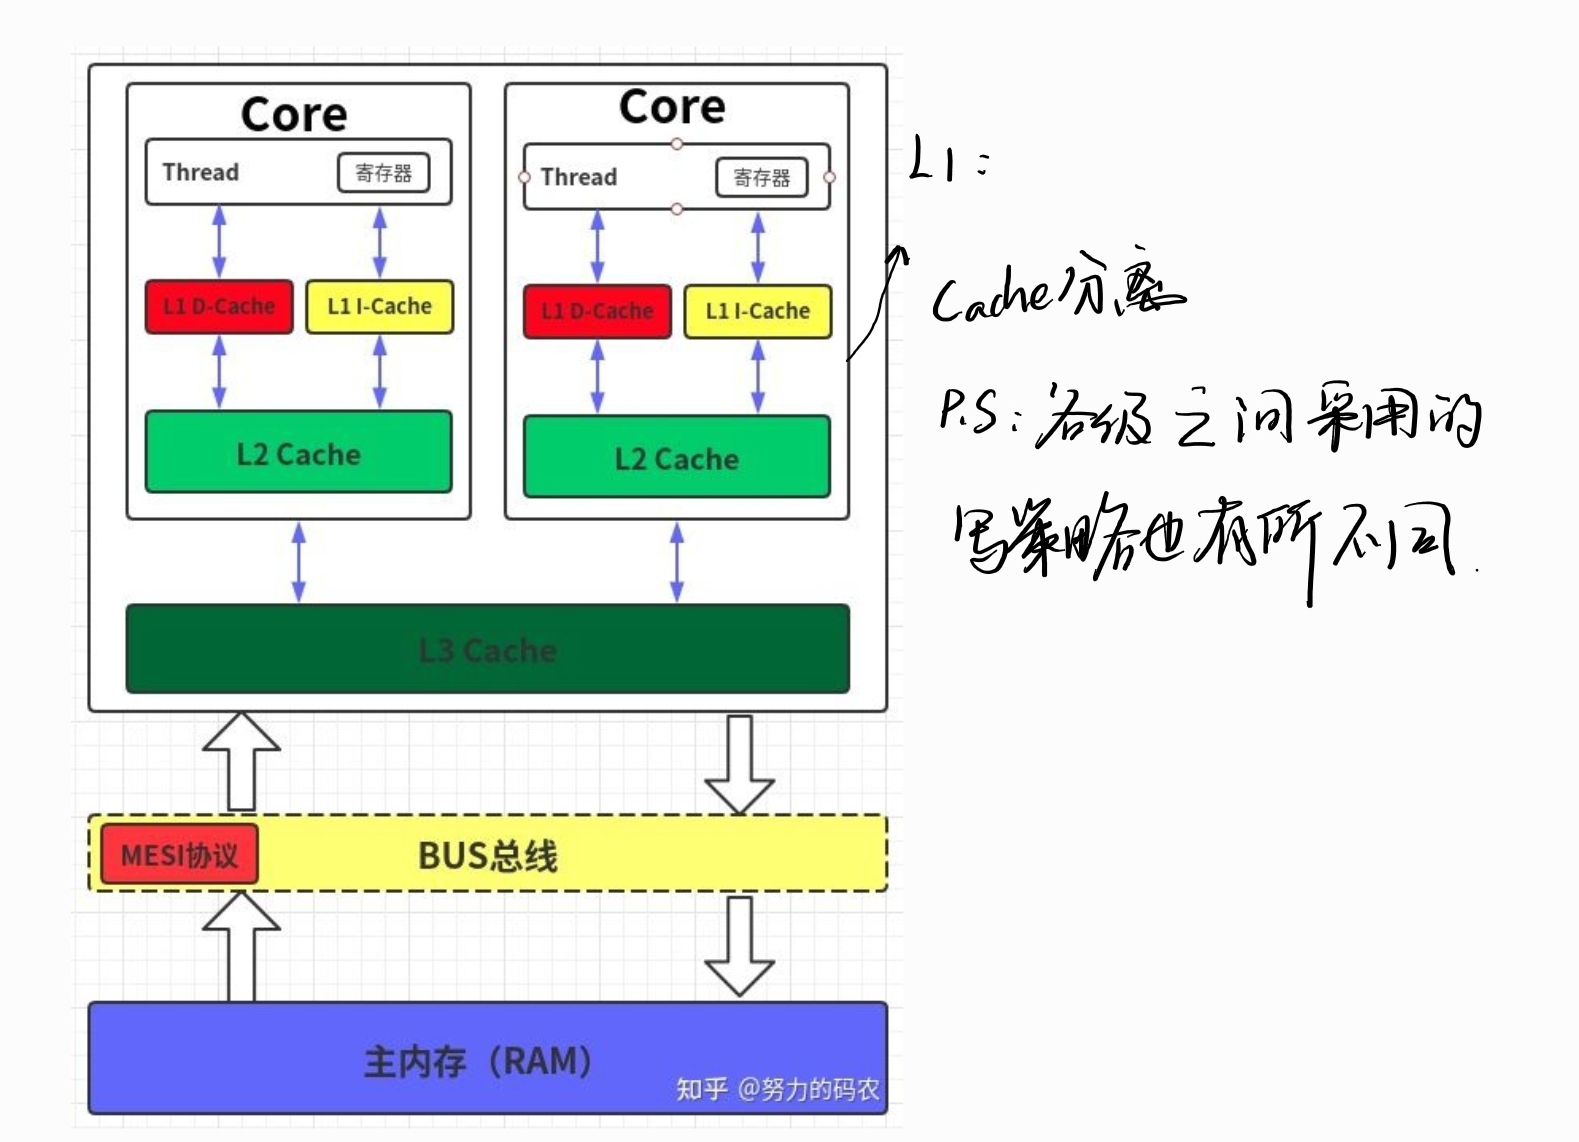 Core
Thread
寄存器
L1 D-Cache
L1 I-Cache
L2 Cache
Core
Thread
寄存器
L1 D-Cache
L1 I-Cache
L2 Cache
L3 Cache
MESI协议
BUS总线
主内存（RAM）
知乎 @努力的码农
L1:
Cache分离
P.S: 各级之间采用的
写策略也有所不同.